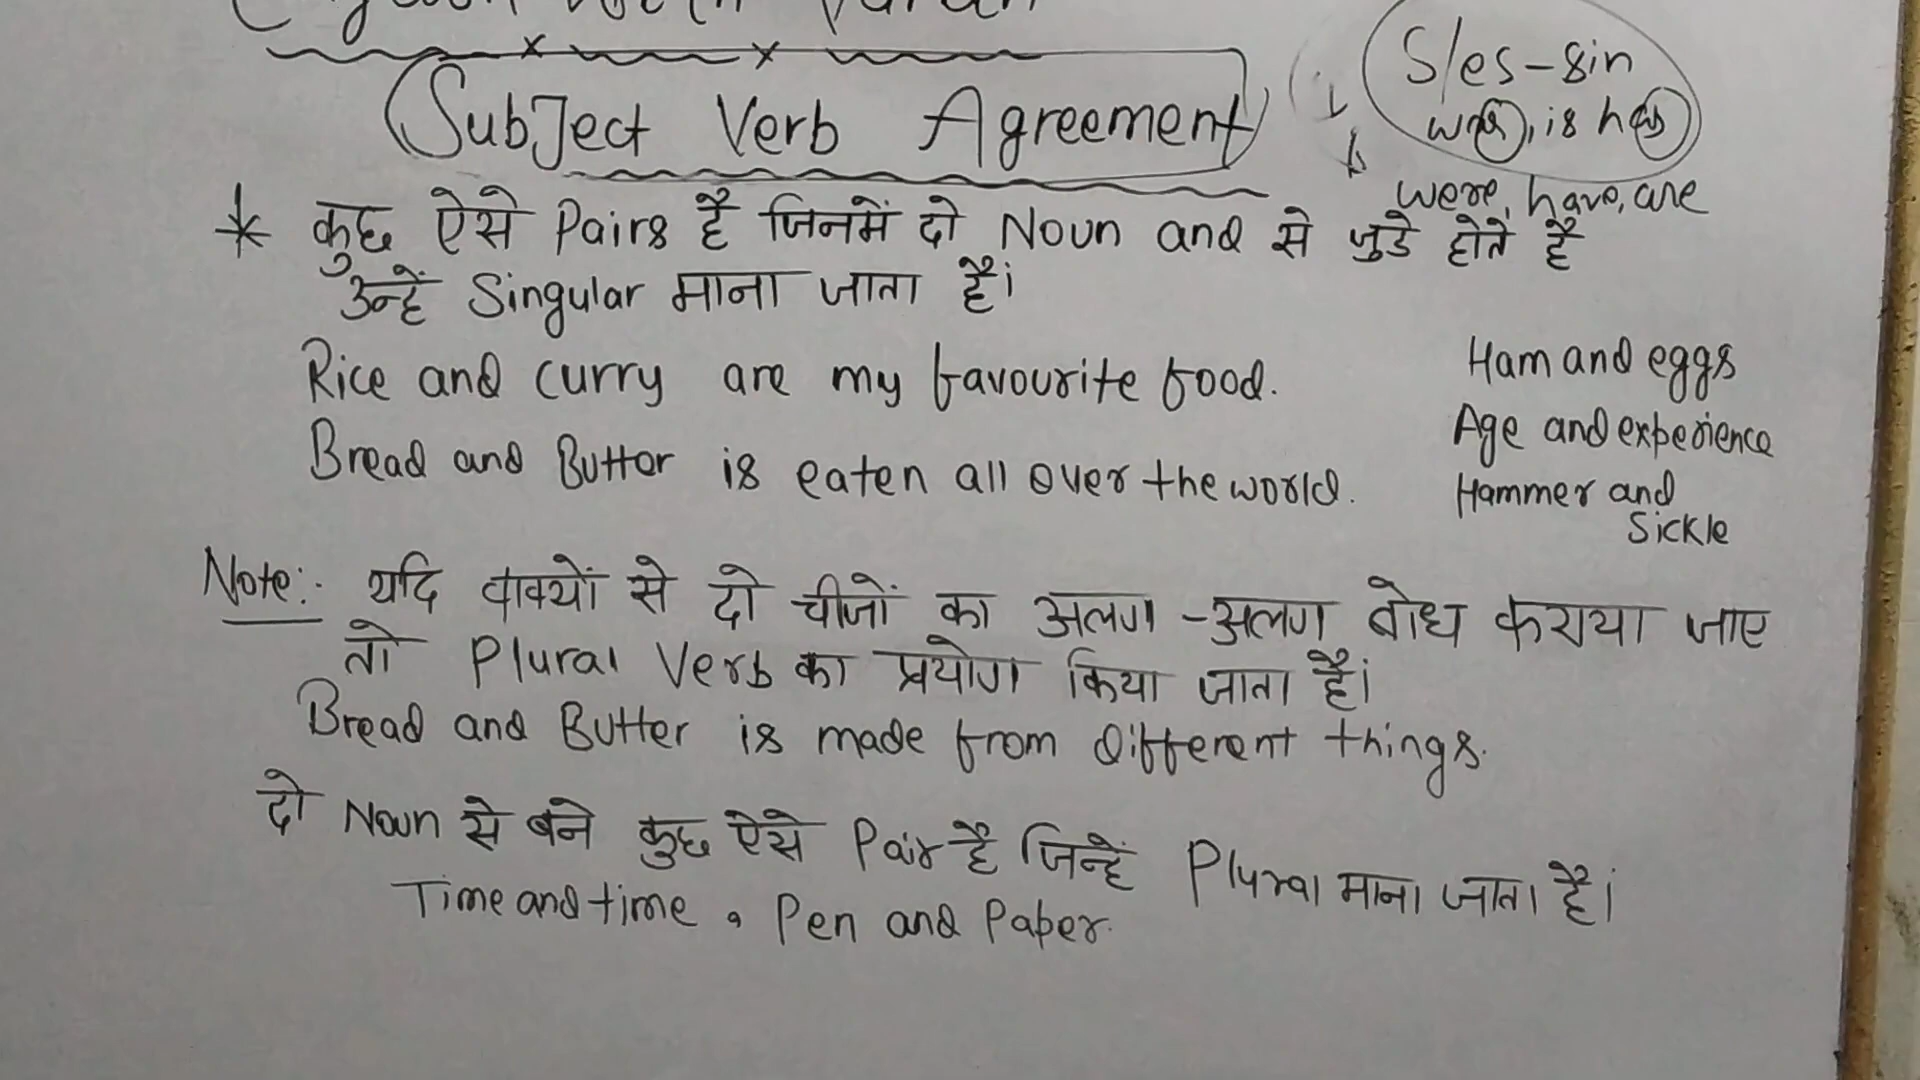 Subject Verb Agreement
S/es-sin
was, is has
were, have, are
* कुछ ऐसे Pairs है जिनमें दो Noun and से जुडे होते है
उन्हें Singular माना जाता है।
Rice and curry are my favourite food.
Bread and Butter is eaten all over the world.
Ham and eggs
Age and experience
Hammer and
Sickle
Note:- यदि वाक्यों से दो चीजों का अलग-अलग बोध कराया जाए
तो Plural Verb का प्रयोग किया जाता है।
Bread and Butter is made from different things.
दो Noun से बने कुछ ऐसे Pair है जिन्हें Plural माना जाता है।
Time and time, Pen and Paper.